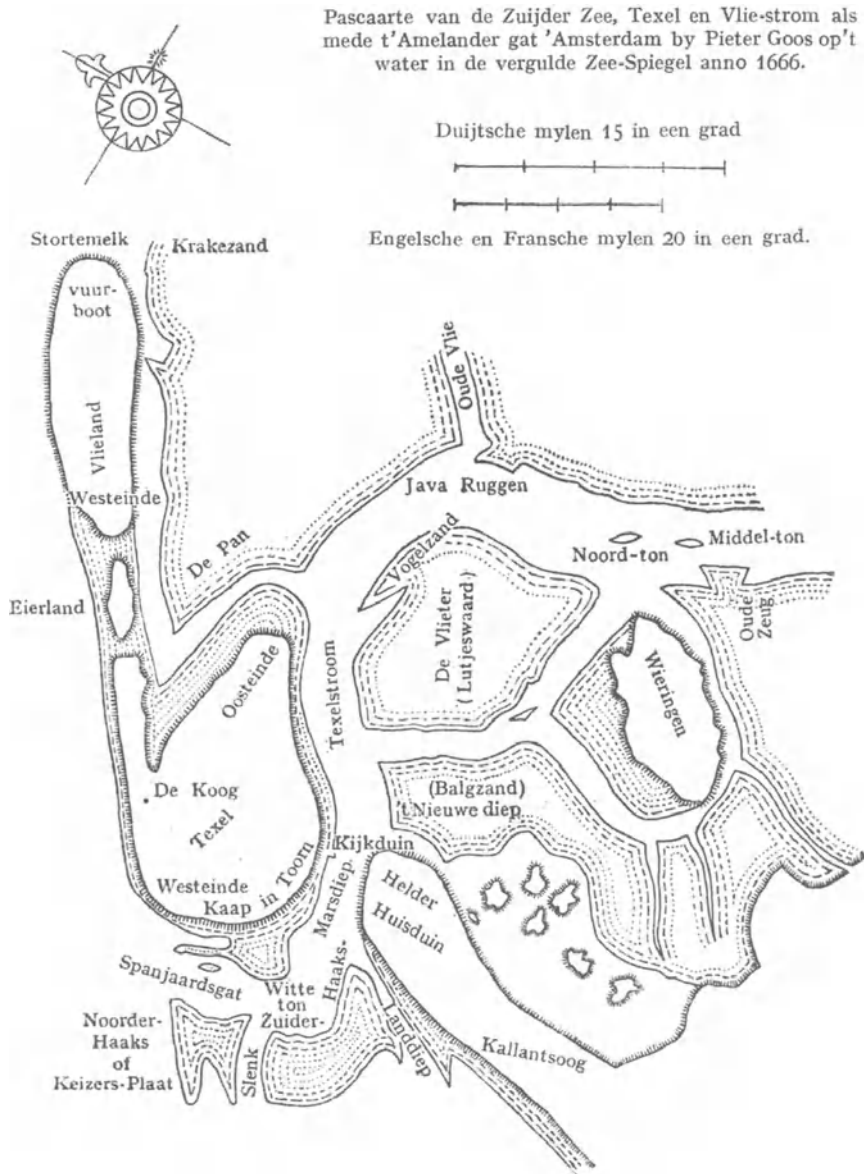 Pascaarte van de Zuijder Zee, Texel en Vlie-strom als
mede t'Amelander gat 'Amsterdam by Pieter Goos op't
water in de vergulde Zee-Spiegel anno 1666.
Duijtsche mylen 15 in een grad
Engelsche en Fransche mylen 20 in een grad.
Stortemelk
Krakezand
vuur-
boot
Vlieland
Westeinde
Oude Vlie
Java Ruggen
De Pan
Vogelzand
Noord-ton
Middel-ton
Eierland
Oosteinde
Texelstroom
De Vlieter
(Lutjeswaard)
Oude
Zeug
Wieringen
De Koog
Texel
(Balgzand)
't Nieuwe diep
Kijkduin
Westeinde
Kaap in Toorn
Marsdiep
Helder
Huisduin
Spanjaardsgat
Witte
ton
Zuider-
Haaks-
Noorder-
Haaks
of
Keizers-Plaat
Slenk
Landdiep
Kallantsoog